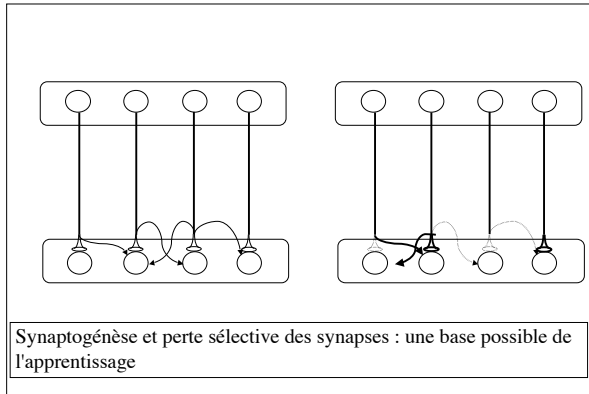 Synaptogénèse et perte sélective des synapses : une base possible de
l'apprentissage